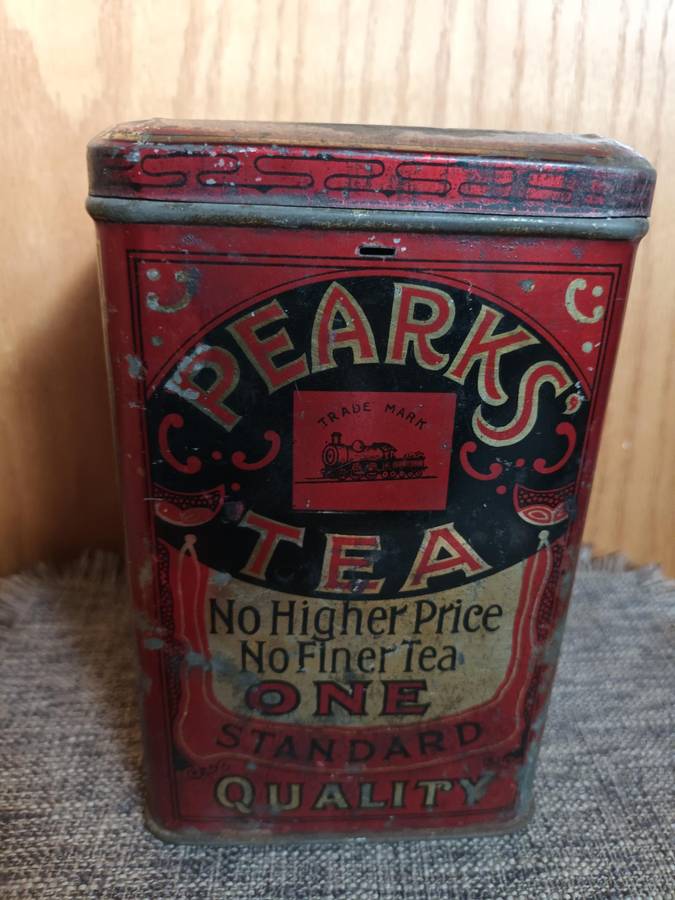 PEARKS'
TRADE MARK
TEA
No Higher Price
No Finer Tea
ONE
STANDARD
QUALITY